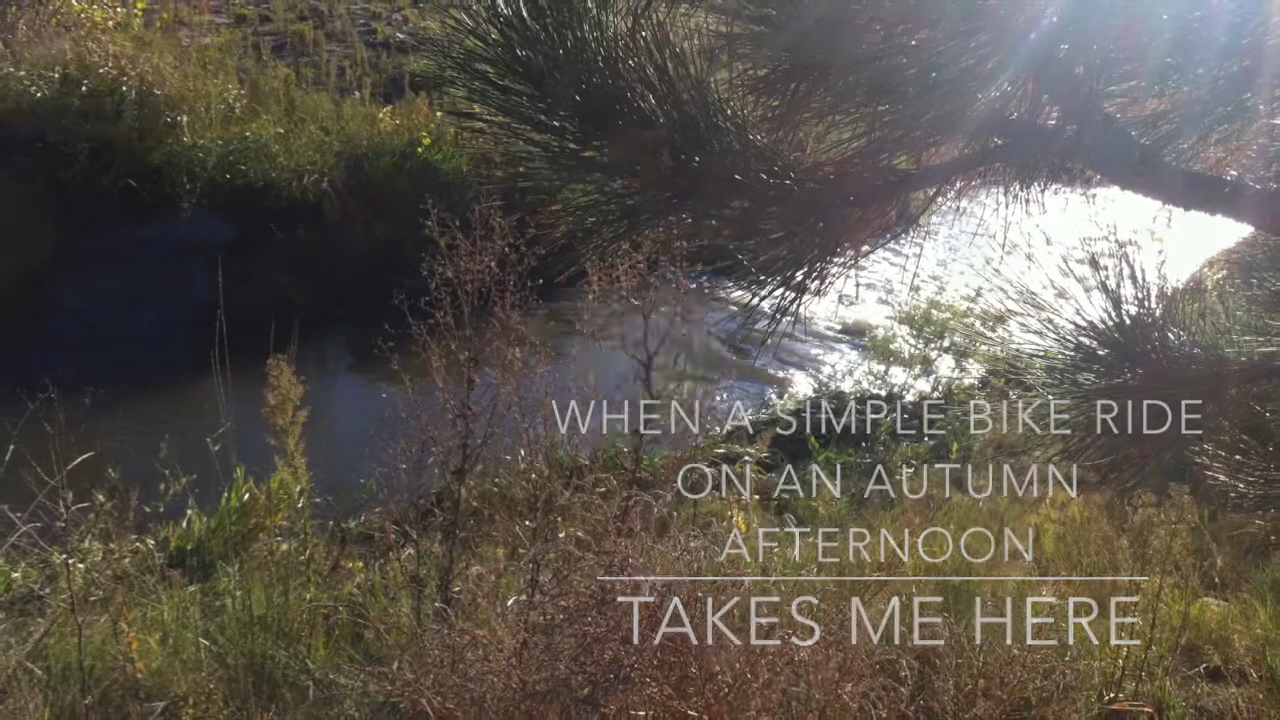 WHEN A SIMPLE BIKE RIDE
ON AN AUTUMN
AFTERNOON
TAKES ME HERE